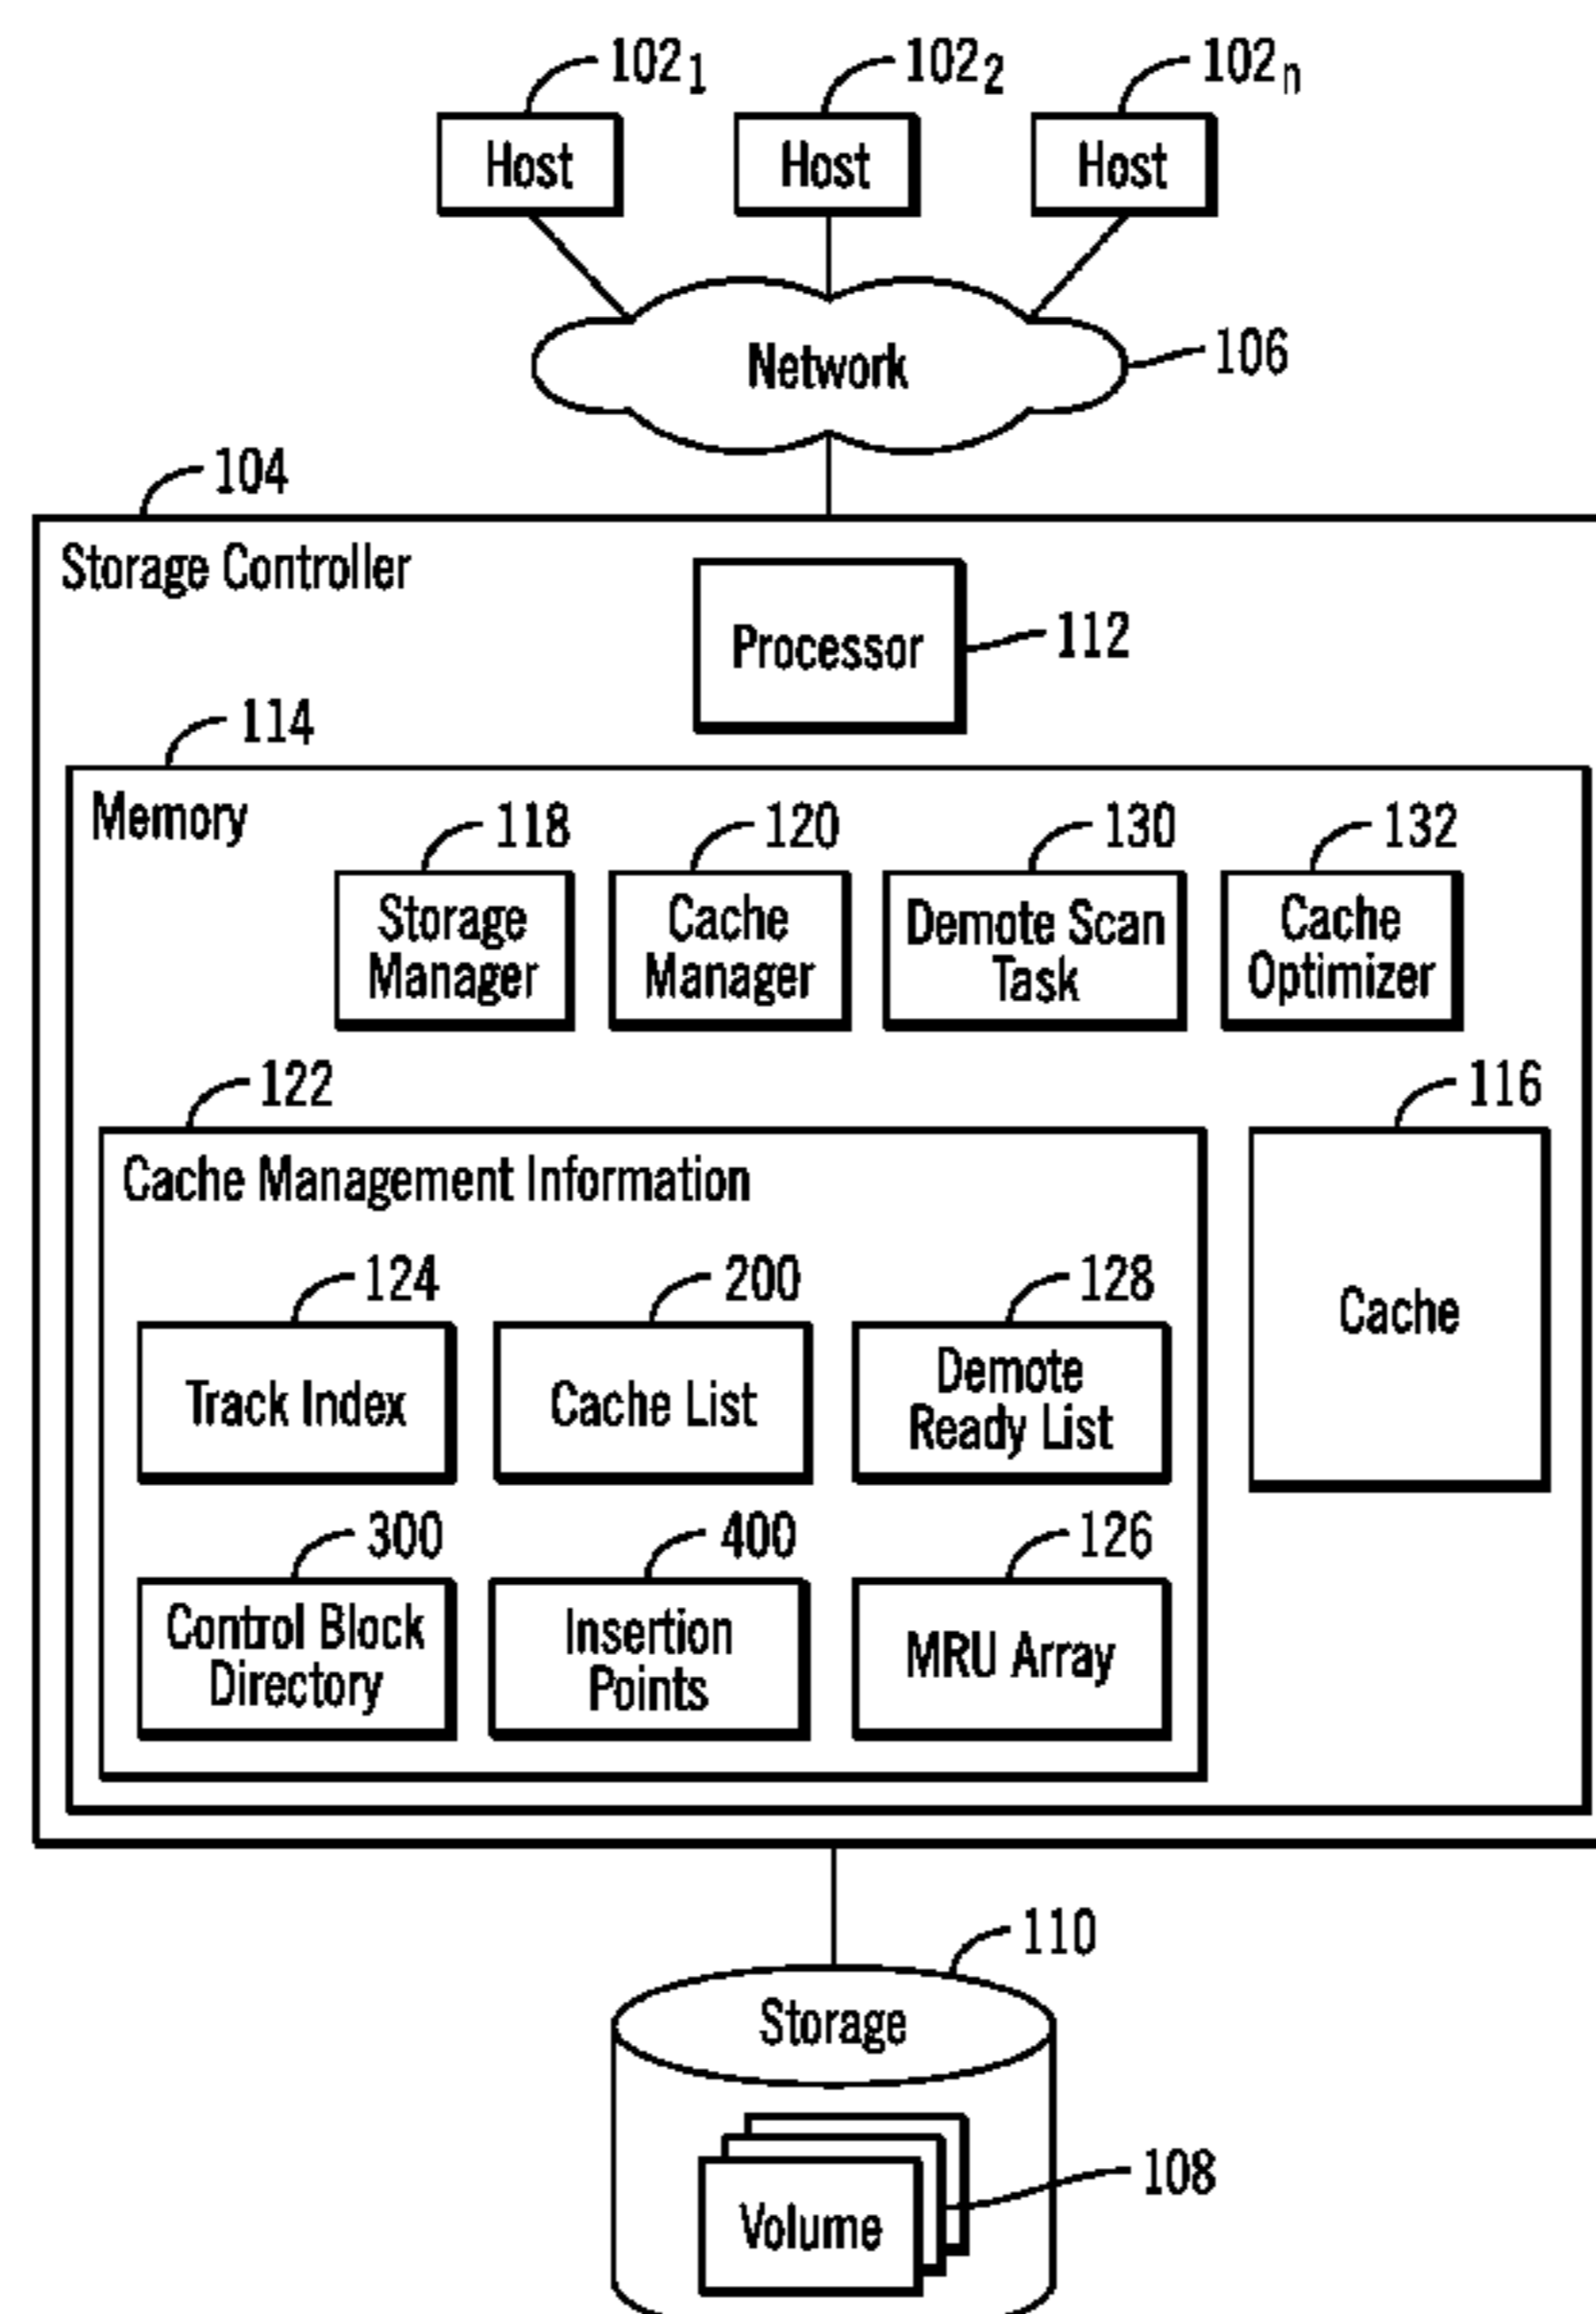 102₁ 102₂ 102ₙ
Host Host Host
Network
106
104
Storage Controller
Processor
112
114
Memory
118 120 130 132
Storage Manager
Cache Manager
Demote Scan Task
Cache Optimizer
122
116
Cache Management Information
Cache
124 200 128
Track Index
Cache List
Demote
Ready List
300 400 126
Control Block
Directory
Insertion
Points
MRU Array
110
Storage
108
Volume